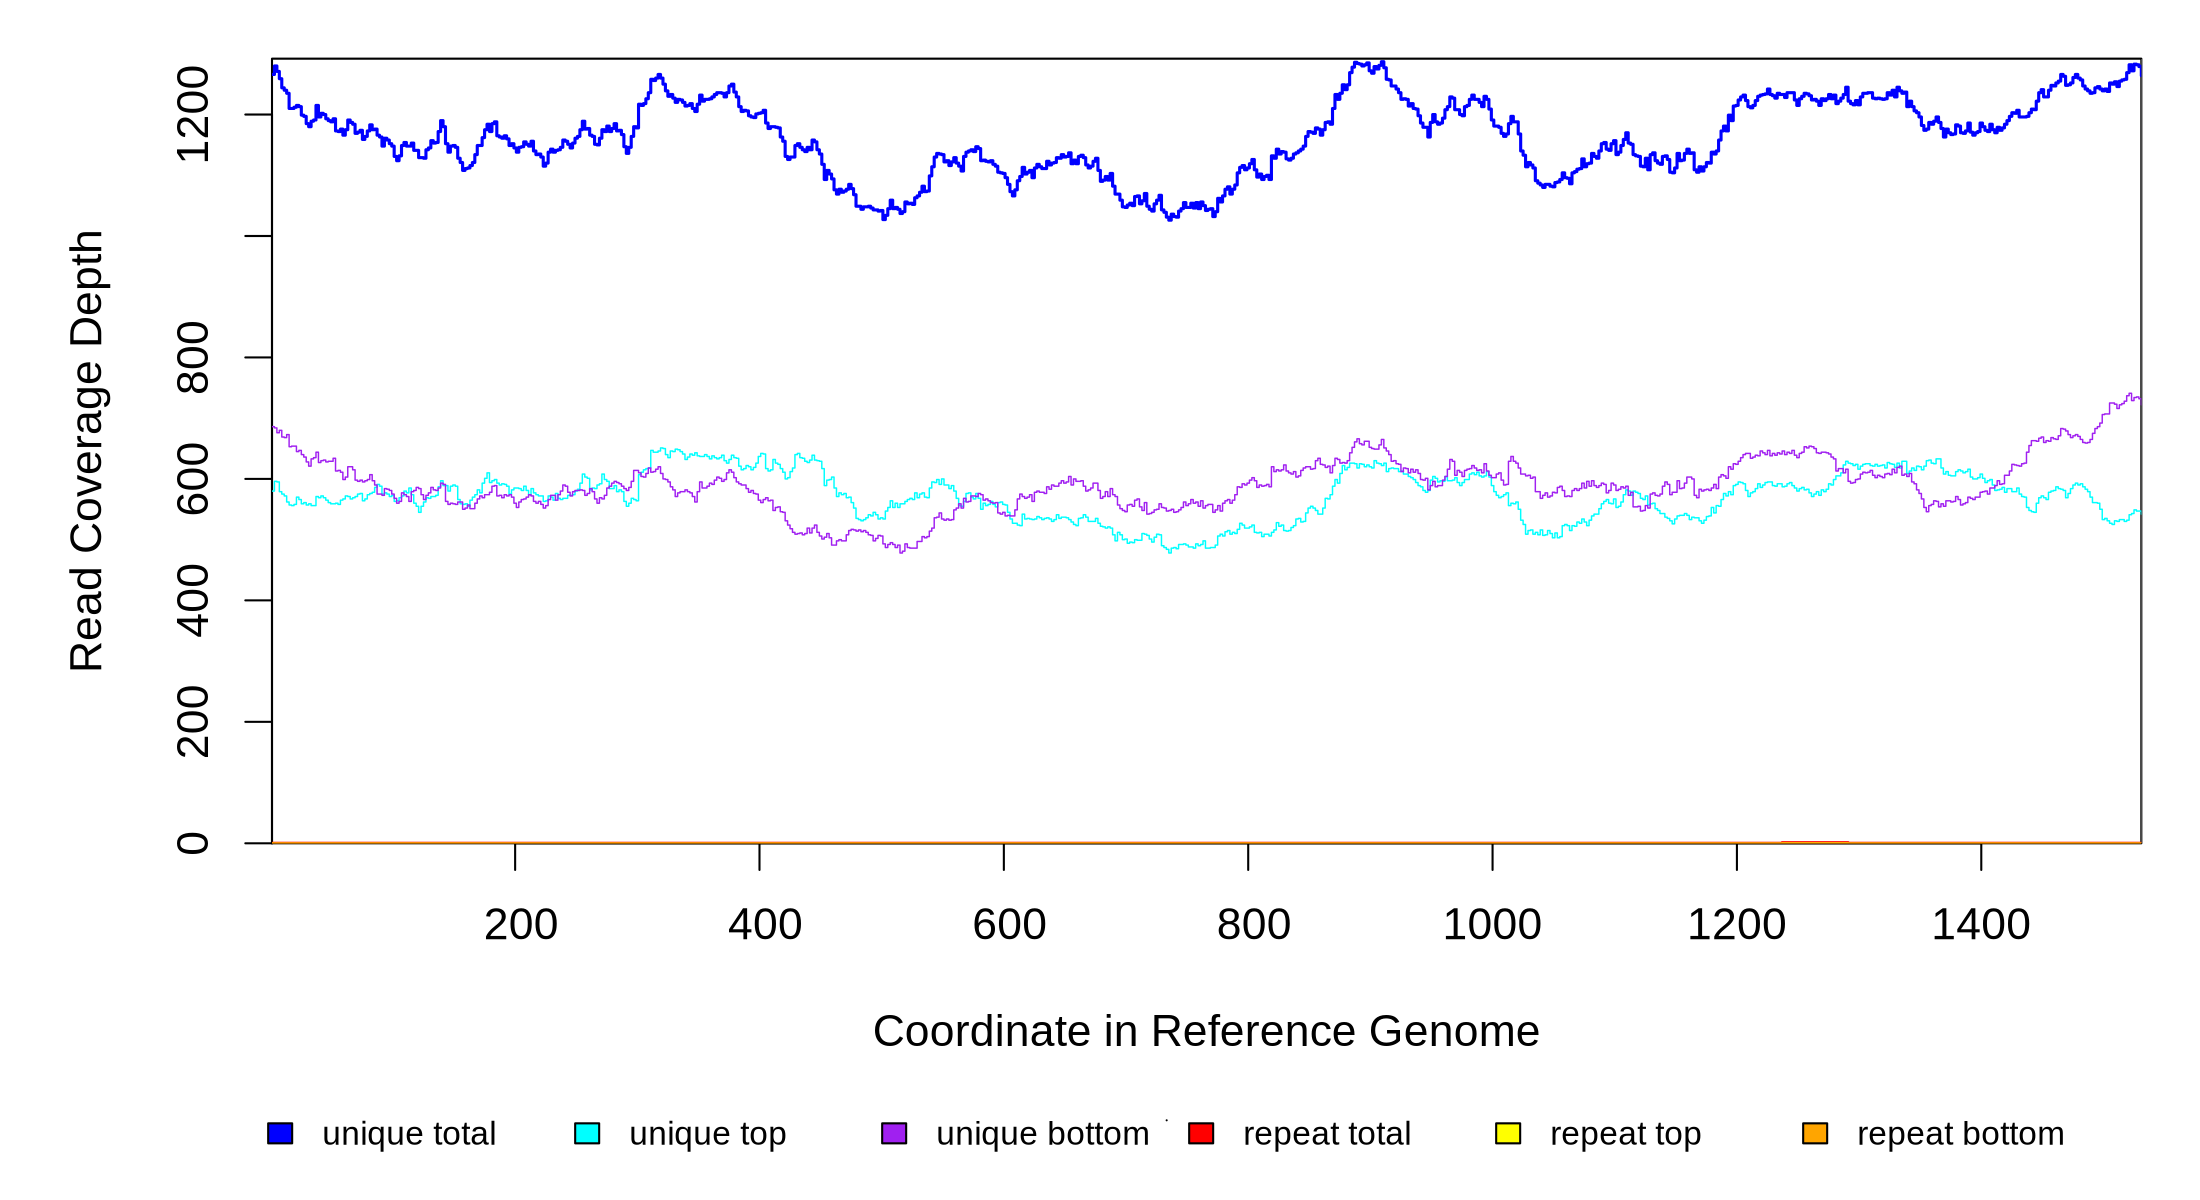 Read Coverage Depth
1200
800
600
400
200
0
200 400 600 800 1000 1200 1400
Coordinate in Reference Genome
unique total unique top unique bottom repeat total repeat top repeat bottom